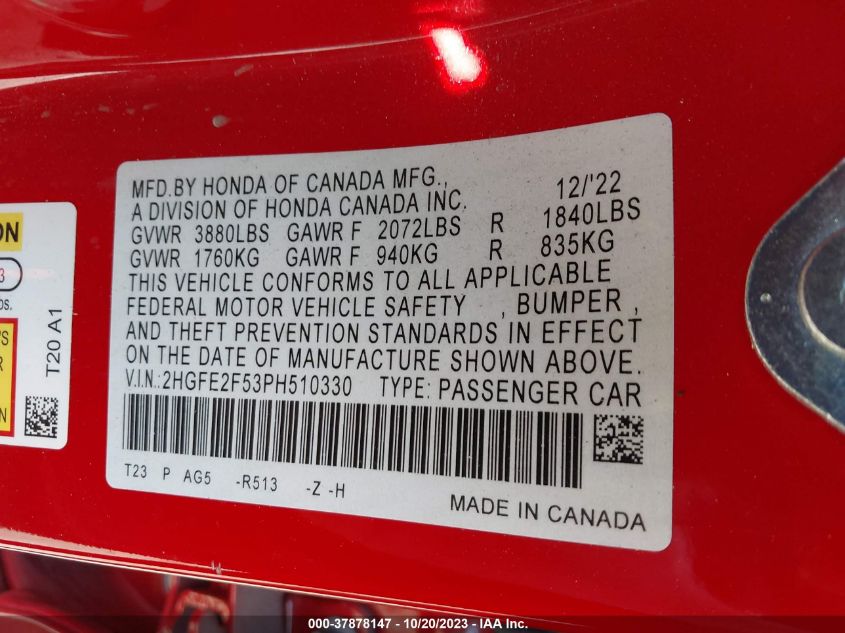 MFD.BY HONDA OF CANADA MFG., 12/'22
A DIVISION OF HONDA CANADA INC.
GVWR 3880LBS GAWR F 2072LBS R 1840LBS
GVWR 1760KG GAWR F 940KG R 835KG
THIS VEHICLE CONFORMS TO ALL APPLICABLE
FEDERAL MOTOR VEHICLE SAFETY , BUMPER ,
AND THEFT PREVENTION STANDARDS IN EFFECT
ON THE DATE OF MANUFACTURE SHOWN ABOVE.
V.I.N.: 2HGFE2F53PH510330 TYPE: PASSENGER CAR
T23 P AG5 -R513 -Z -H
MADE IN CANADA
ON
3
DS.
'S
R
N
T20 A1
000-37878147 - 10/20/2023 - IAA Inc.